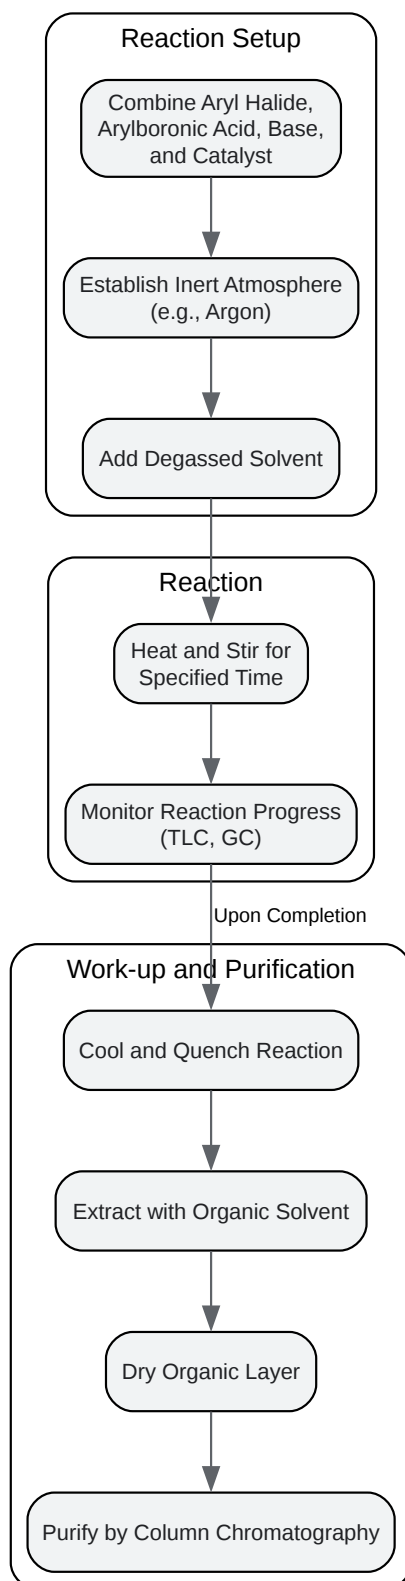 Reaction Setup
Combine Aryl Halide,
Arylboronic Acid, Base,
and Catalyst
Establish Inert Atmosphere
(e.g., Argon)
Add Degassed Solvent
Reaction
Heat and Stir for
Specified Time
Monitor Reaction Progress
(TLC, GC)
Upon Completion
Work-up and Purification
Cool and Quench Reaction
Extract with Organic Solvent
Dry Organic Layer
Purify by Column Chromatography